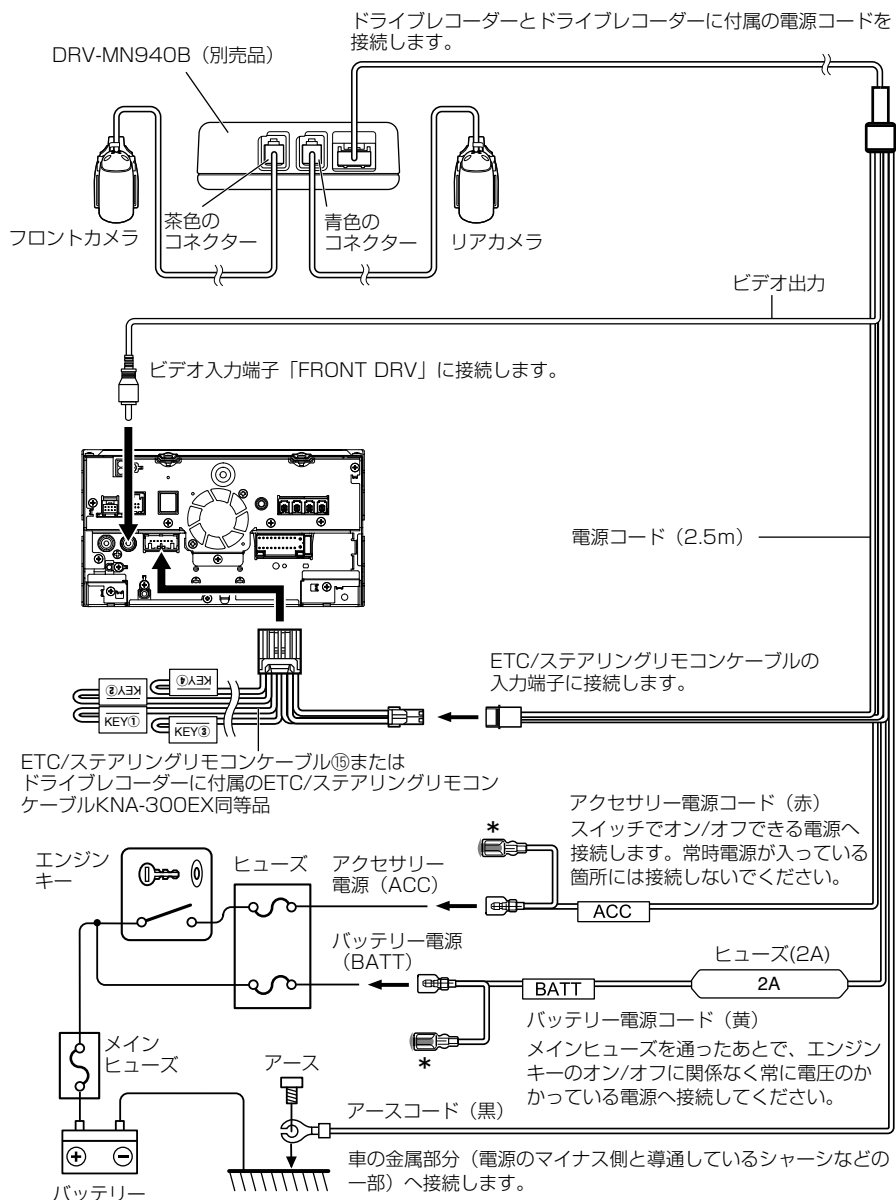 ドライブレコーダーとドライブレコーダーに付属の電源コードを
接続します。
DRV-MN940B（別売品）
フロントカメラ
茶色の
コネクター
青色の
コネクター
リアカメラ
ビデオ出力
ビデオ入力端子「FRONT DRV」に接続します。
電源コード（2.5m）
ETC/ステアリングリモコンケーブルの
入力端子に接続します。
KEY②
KEY④
KEY①
KEY③
ETC/ステアリングリモコンケーブル⑮または
ドライブレコーダーに付属のETC/ステアリングリモコン
ケーブルKNA-300EX同等品
アクセサリー電源コード（赤）
スイッチでオン/オフできる電源へ
接続します。常時電源が入っている
箇所には接続しないでください。
*
エンジン
キー
ヒューズ
アクセサリー
電源（ACC）
ACC
バッテリー電源
（BATT）
ヒューズ(2A)
BATT
2A
*
バッテリー電源コード（黄）
メインヒューズを通ったあとで、エンジン
キーのオン/オフに関係なく常に電圧のか
かっている電源へ接続してください。
メイン
ヒューズ
アース
アースコード（黒）
車の金属部分（電源のマイナス側と導通しているシャーシなどの
一部）へ接続します。
バッテリー